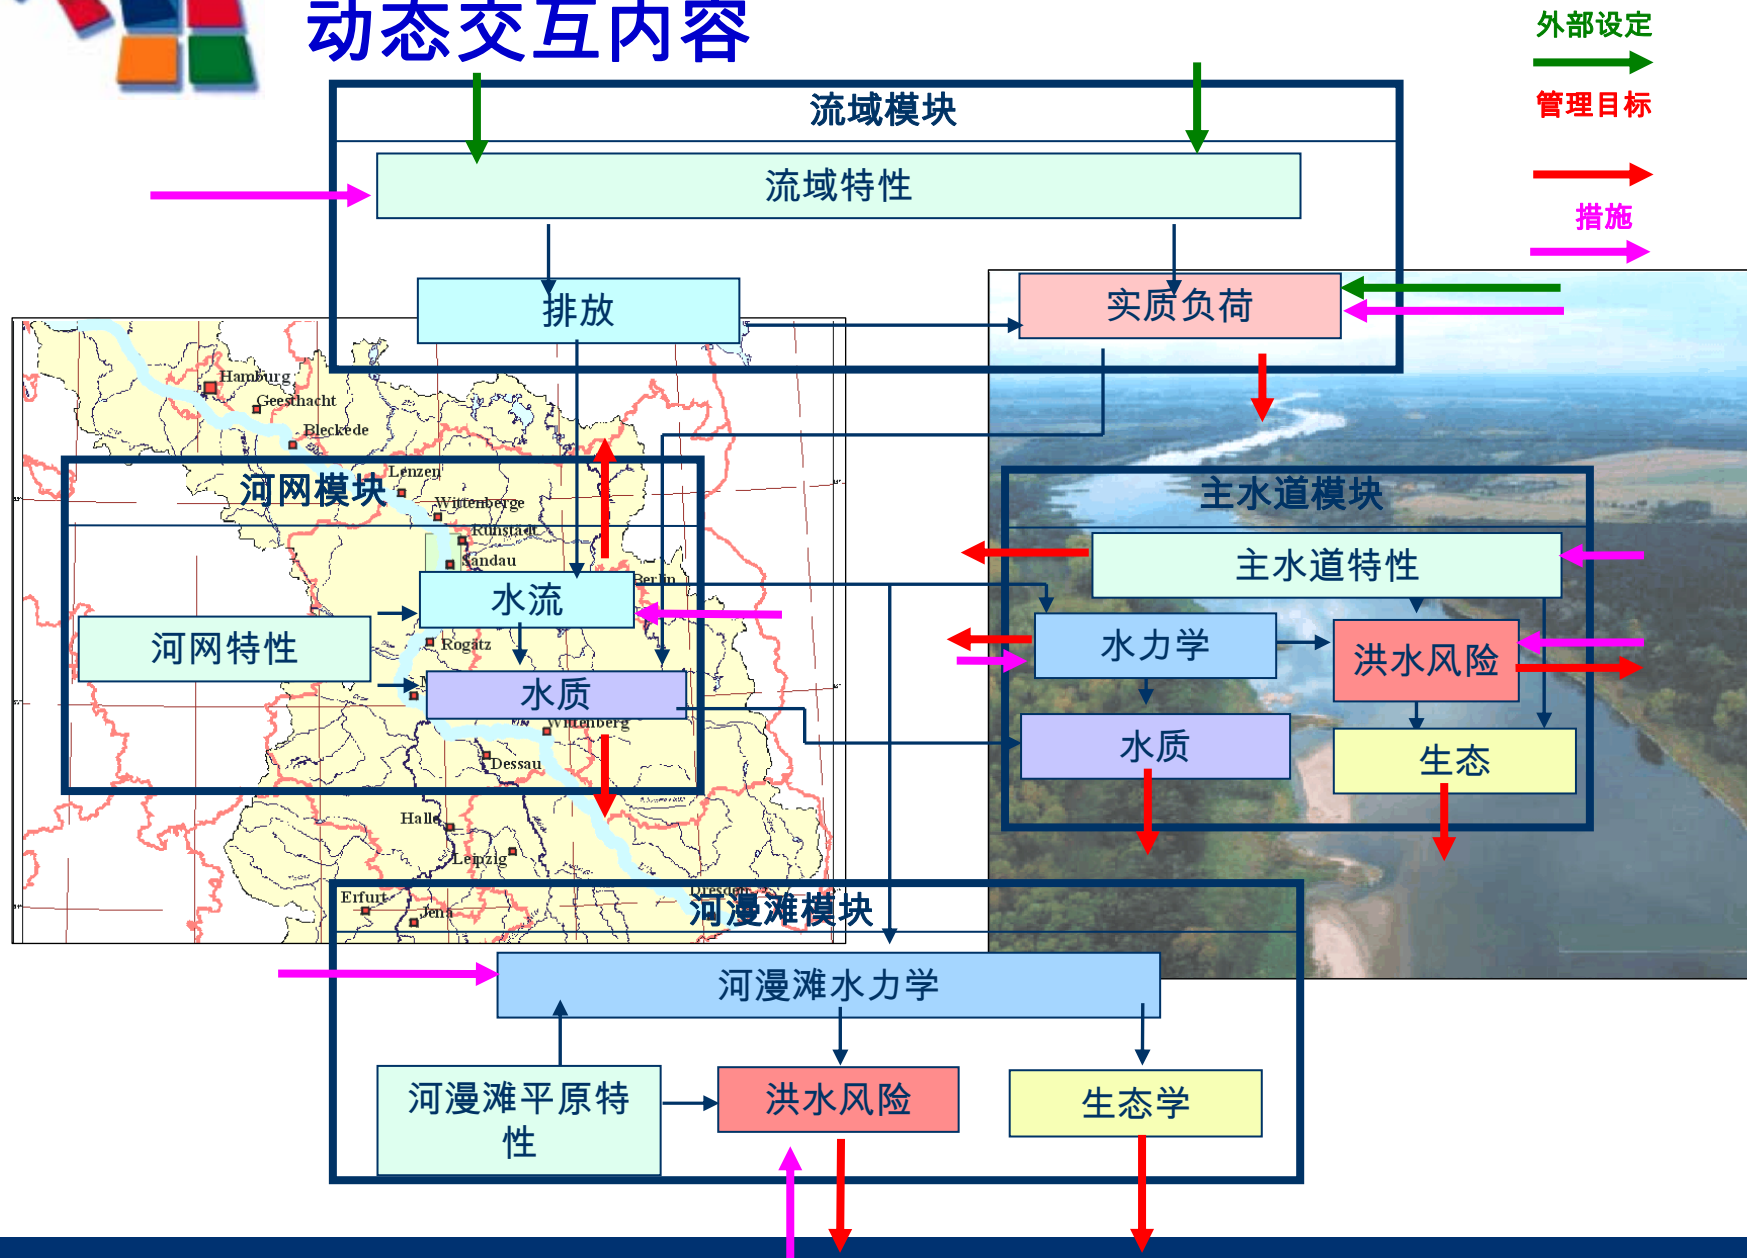 动态交互内容
外部设定
管理目标
措施
流域模块
流域特性
排放
实质负荷
Hamburg
Geesthacht
Bleckede
Lenzen
Wittenberge
Sandau
Berlin
Rogätz
Wittenberg
Dessau
Halle
Leipzig
Dresden
Erfurt
Jena
河网模块
水流
河网特性
水质
主水道模块
主水道特性
水力学
洪水风险
水质
生态
河漫滩模块
河漫滩水力学
河漫滩平原特
性
洪水风险
生态学